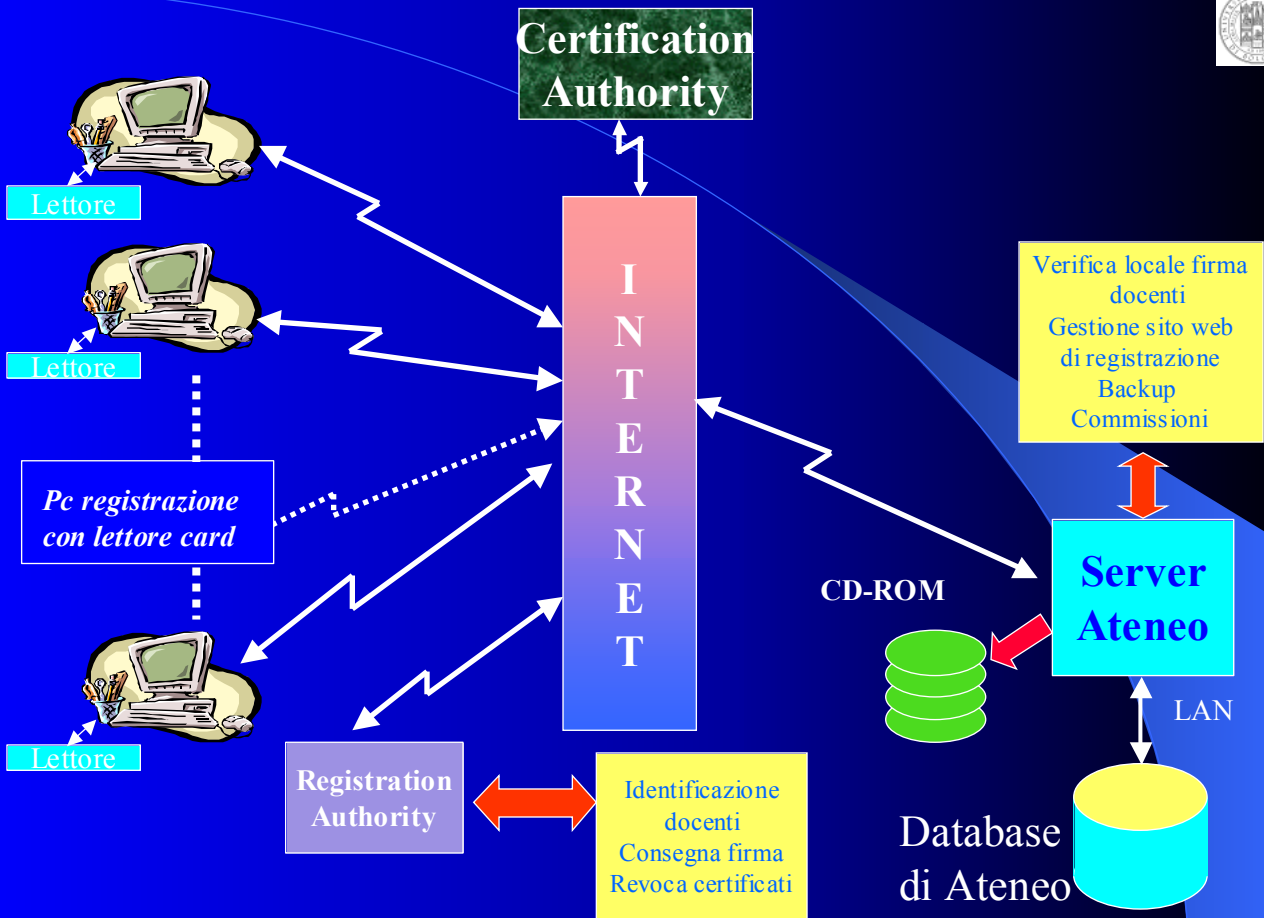 Certification
Authority
Lettore
Lettore
Pc registrazione
con lettore card
Lettore
I
N
T
E
R
N
E
T
Registration
Authority
Identificazione
docenti
Consegna firma
Revoca certificati
Verifica locale firma
docenti
Gestione sito web
di registrazione
Backup
Commissioni
Server
Ateneo
CD-ROM
LAN
Database
di Ateneo